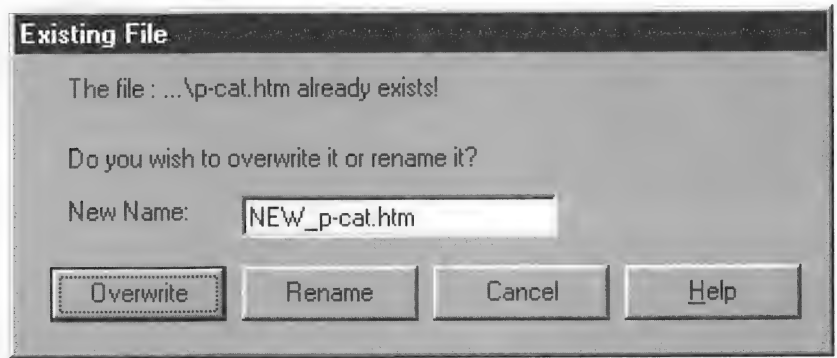 Existing File
The file : ...\p-cat.htm already exists!
Do you wish to overwrite it or rename it?
New Name: NEW_p-cat.htm
Overwrite Rename Cancel Help